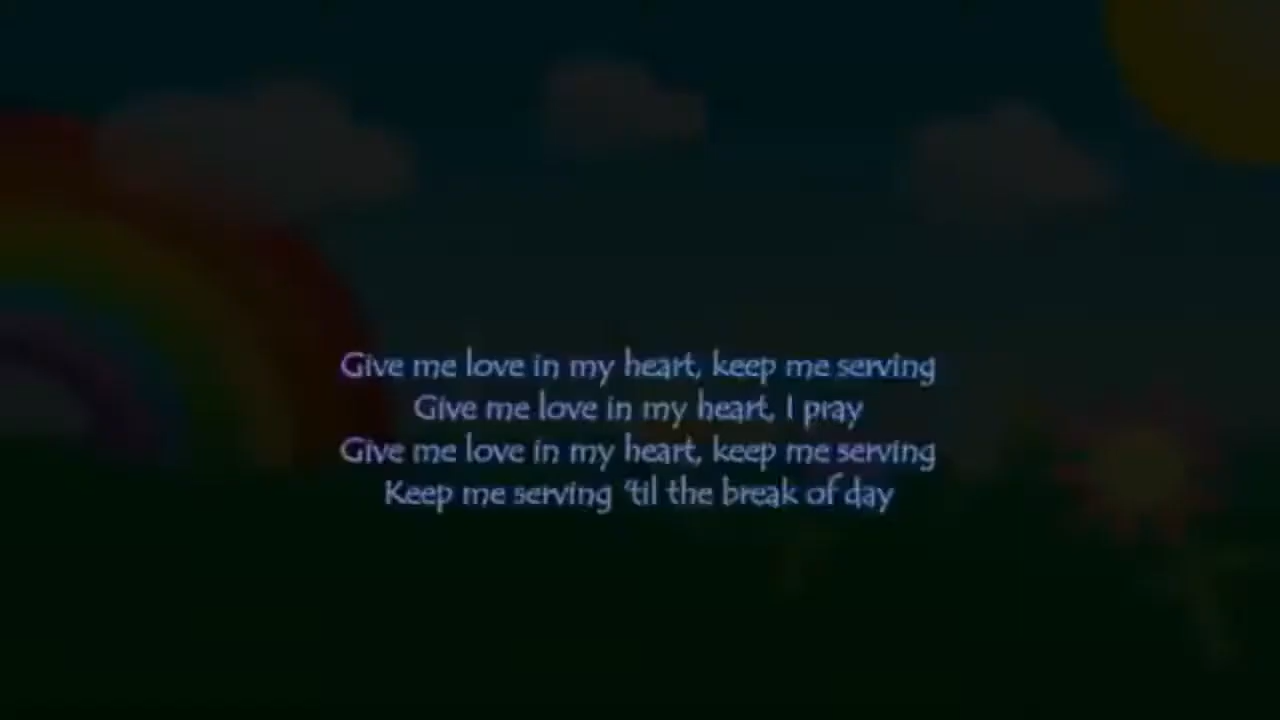 Give me love in my heart, keep me serving
Give me love in my heart, I pray
Give me love in my heart, keep me serving
Keep me serving ‘til the break of day